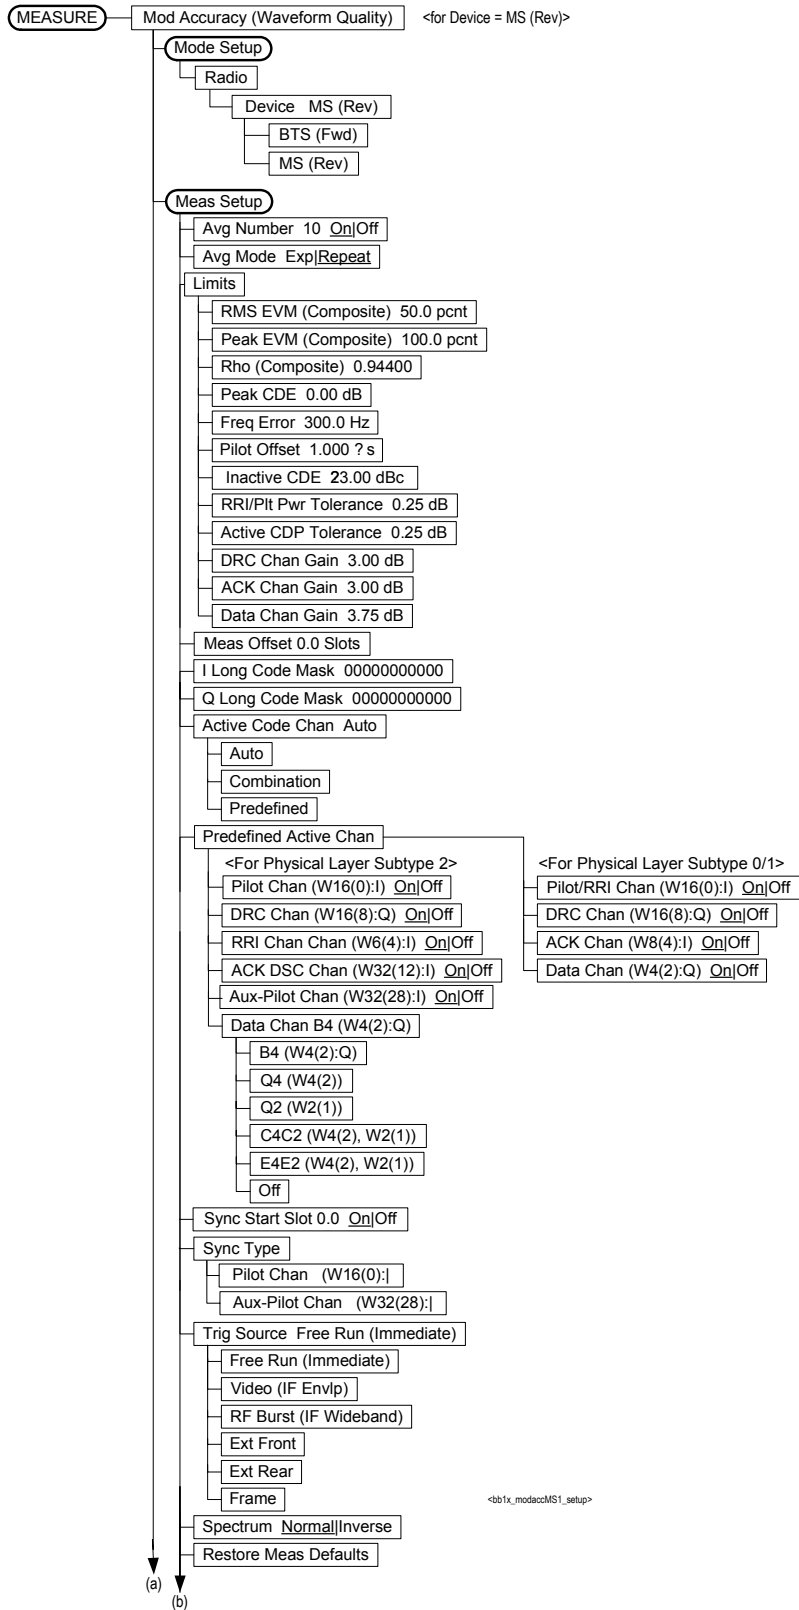 MEASURE Mod Accuracy (Waveform Quality) <for Device = MS (Rev)>
Mode Setup
Radio
Device MS (Rev)
BTS (Fwd)
MS (Rev)
Meas Setup
Avg Number 10 On|Off
Avg Mode Exp|Repeat
Limits
RMS EVM (Composite) 50.0 pcnt
Peak EVM (Composite) 100.0 pcnt
Rho (Composite) 0.94400
Peak CDE 0.00 dB
Freq Error 300.0 Hz
Pilot Offset 1.000 ? s
Inactive CDE 23.00 dBc
RRI/Plt Pwr Tolerance 0.25 dB
Active CDP Tolerance 0.25 dB
DRC Chan Gain 3.00 dB
ACK Chan Gain 3.00 dB
Data Chan Gain 3.75 dB
Meas Offset 0.0 Slots
I Long Code Mask 00000000000
Q Long Code Mask 00000000000
Active Code Chan Auto
Auto
Combination
Predefined
Predefined Active Chan
<For Physical Layer Subtype 2>
Pilot Chan (W16(0):I) On|Off
DRC Chan (W16(8):Q) On|Off
RRI Chan Chan (W6(4):I) On|Off
ACK DSC Chan (W32(12):I) On|Off
Aux-Pilot Chan (W32(28):I) On|Off
Data Chan B4 (W4(2):Q)
B4 (W4(2):Q)
Q4 (W4(2))
Q2 (W2(1))
C4C2 (W4(2), W2(1))
E4E2 (W4(2), W2(1))
Off
<For Physical Layer Subtype 0/1>
Pilot/RRI Chan (W16(0):I) On|Off
DRC Chan (W16(8):Q) On|Off
ACK Chan (W8(4):I) On|Off
Data Chan (W4(2):Q) On|Off
Sync Start Slot 0.0 On|Off
Sync Type
Pilot Chan (W16(0):|
Aux-Pilot Chan (W32(28):|
Trig Source Free Run (Immediate)
Free Run (Immediate)
Video (IF Envlp)
RF Burst (IF Wideband)
Ext Front
Ext Rear
Frame
<bb1x_modaccMS1_setup>
Spectrum Normal|Inverse
Restore Meas Defaults
(a)
(b)